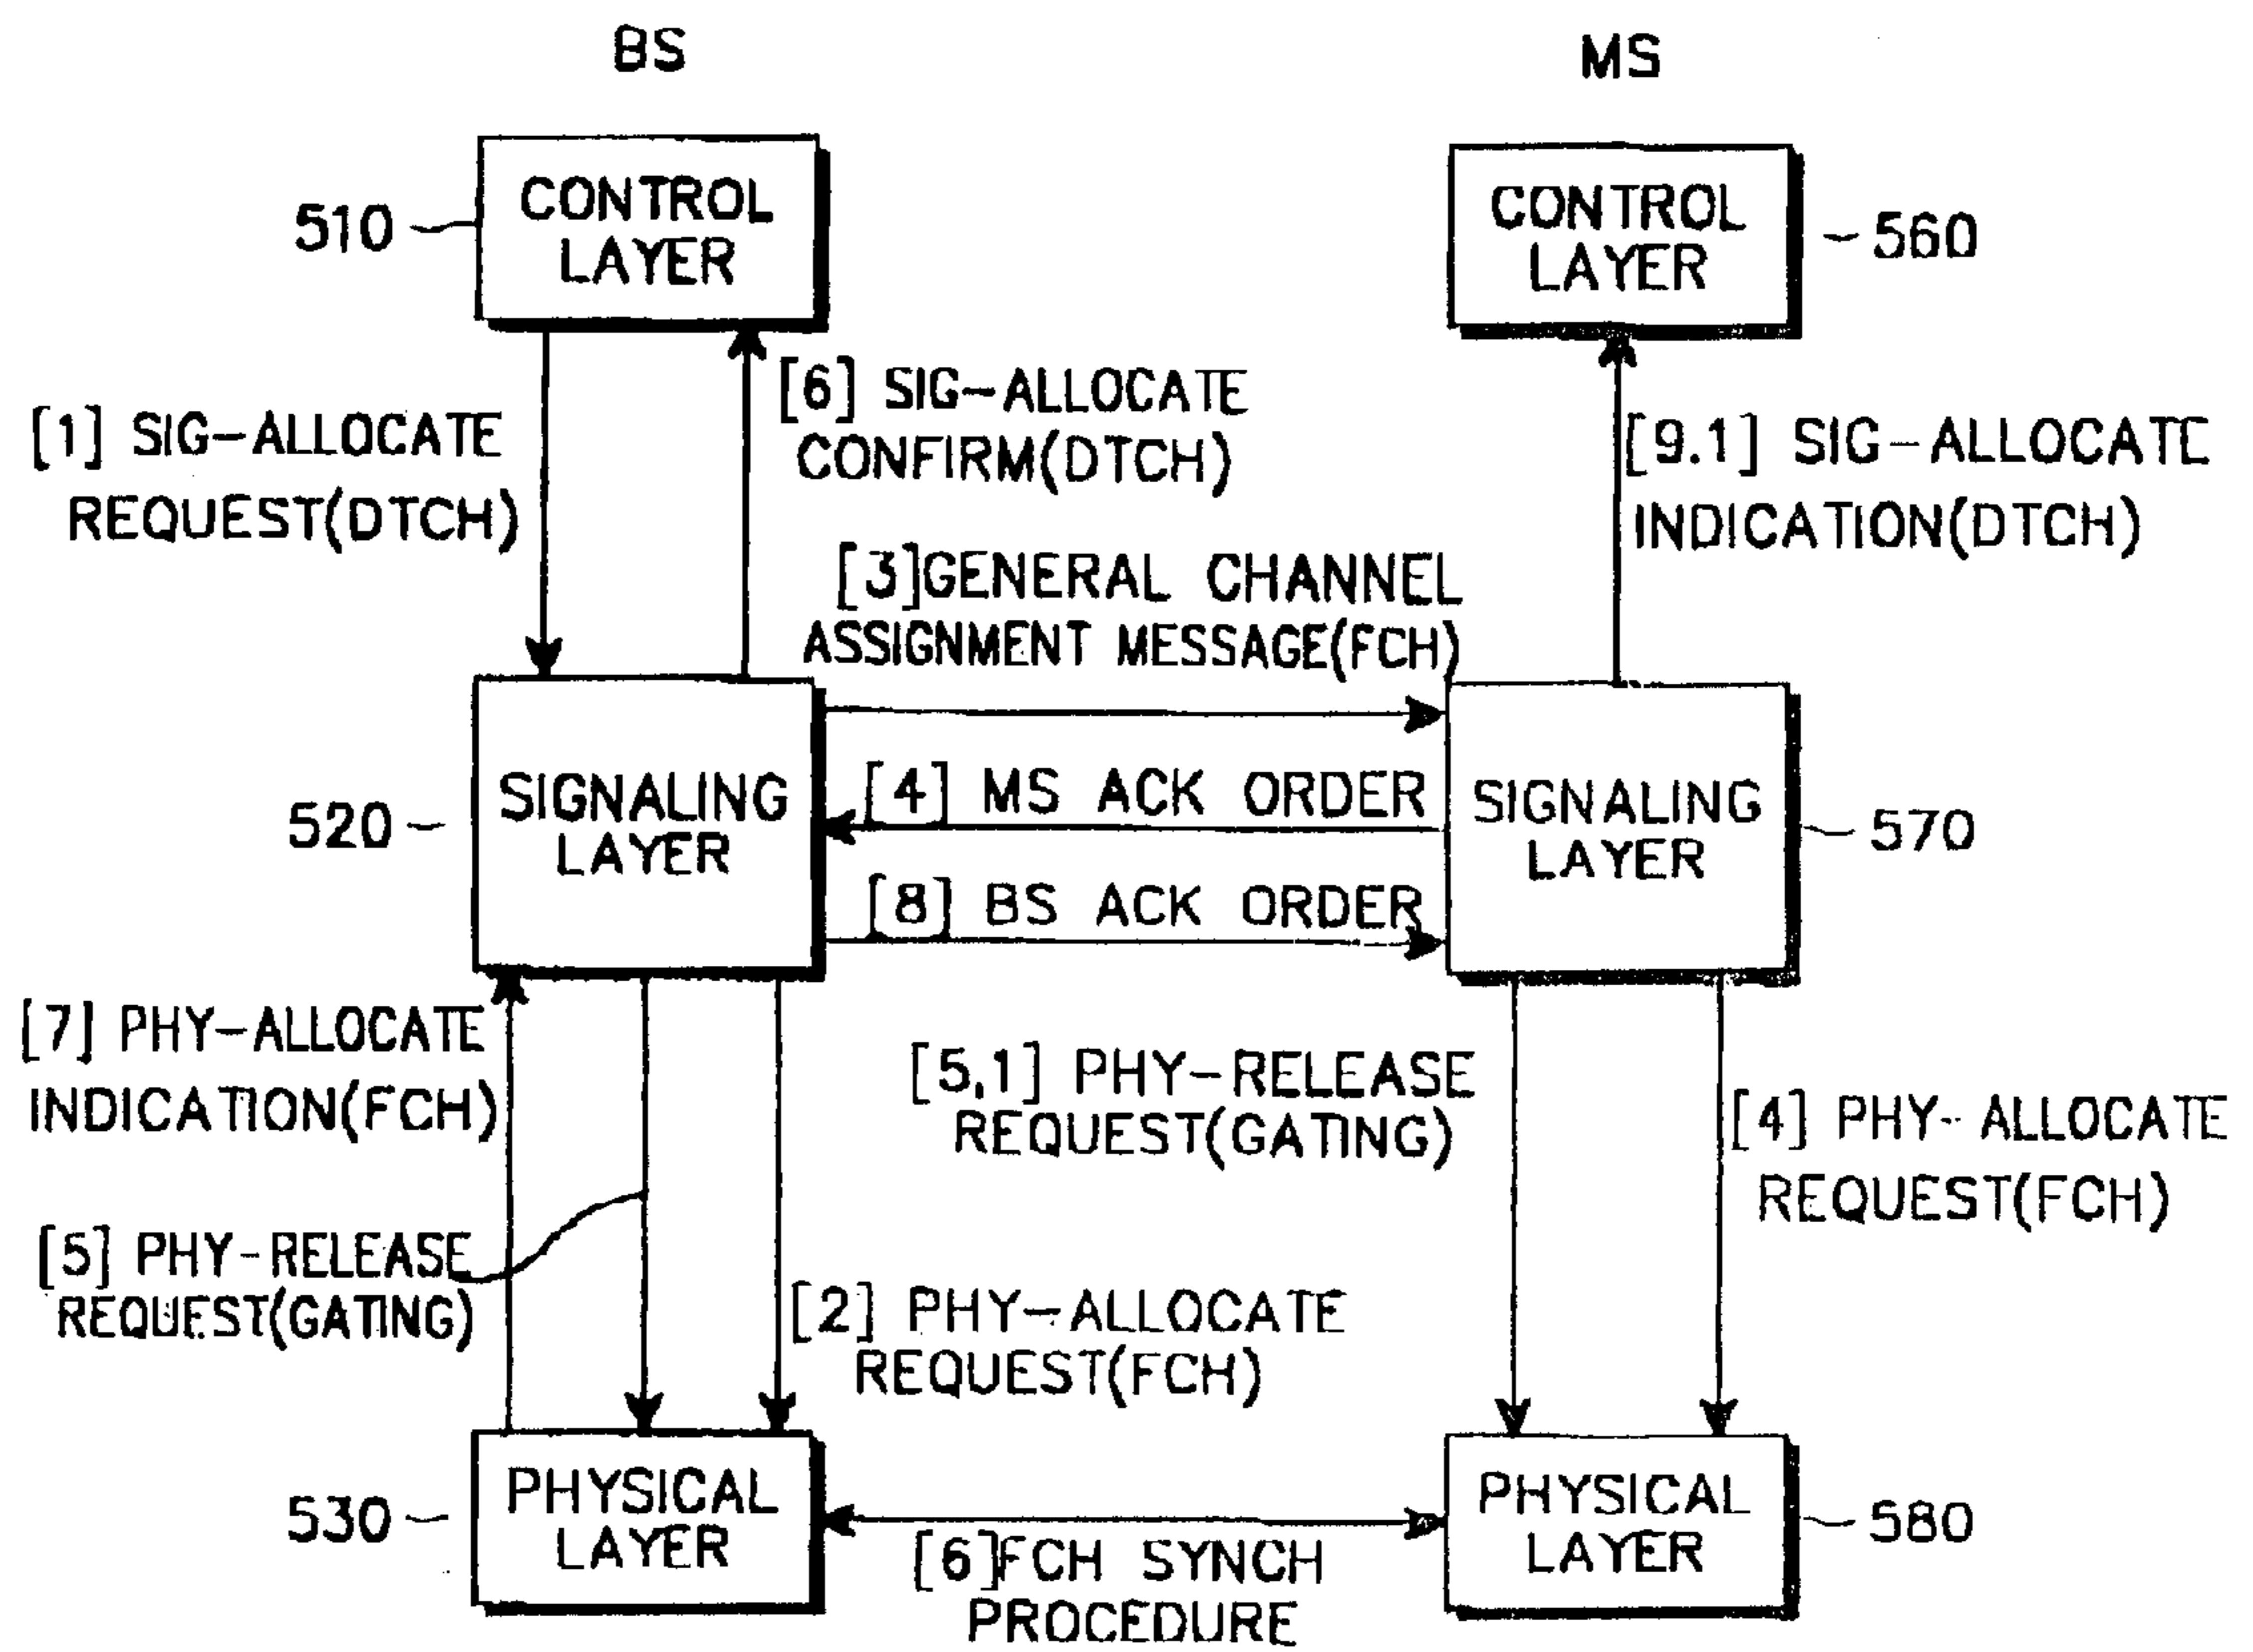 BS
MS
CONTROL
LAYER
510
CONTROL
LAYER
560
[1] SIG-ALLOCATE
REQUEST(DTCH)
[6] SIG-ALLOCATE
CONFIRM(DTCH)
[9.1] SIG-ALLOCATE
INDICATION(DTCH)
[3]GENERAL CHANNEL
ASSIGNMENT MESSAGE(FCH)
SIGNALING
LAYER
520
[4] MS ACK ORDER
[8] BS ACK ORDER
SIGNALING
LAYER
570
[7] PHY-ALLOCATE
INDICATION(FCH)
[5] PHY-RELEASE
REQUEST(GATING)
[2] PHY-ALLOCATE
REQUEST(FCH)
[5,1] PHY-RELEASE
REQUEST(GATING)
[4] PHY-ALLOCATE
REQUEST(FCH)
PHYSICAL
LAYER
530
[6]FCH SYNCH
PROCEDURE
PHYSICAL
LAYER
580